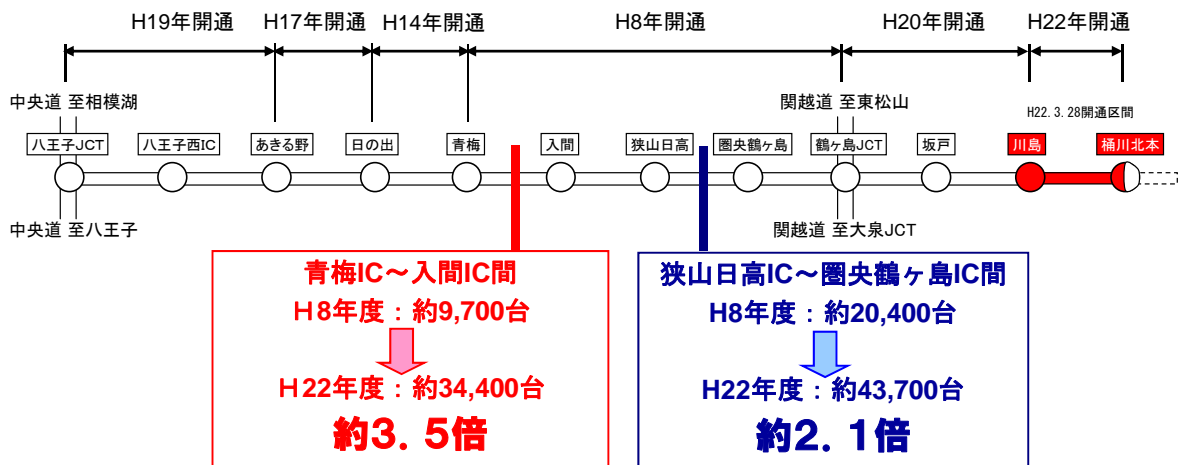 H19年開通 H17年開通 H14年開通 H8年開通 H20年開通 H22年開通
中央道 至相模湖 関越道 至東松山 H22.3.28開通区間
八王子JCT 八王子西IC あきる野 日の出 青梅 入間 狭山日高 圏央鶴ヶ島 鶴ヶ島JCT 坂戸 川島 桶川北本
中央道 至八王子 関越道 至大泉JCT
青梅IC～入間IC間
H8年度：約9,700台
H22年度：約34,400台
約3．5倍
狭山日高IC～圏央鶴ヶ島IC間
H8年度：約20,400台
H22年度：約43,700台
約2．1倍